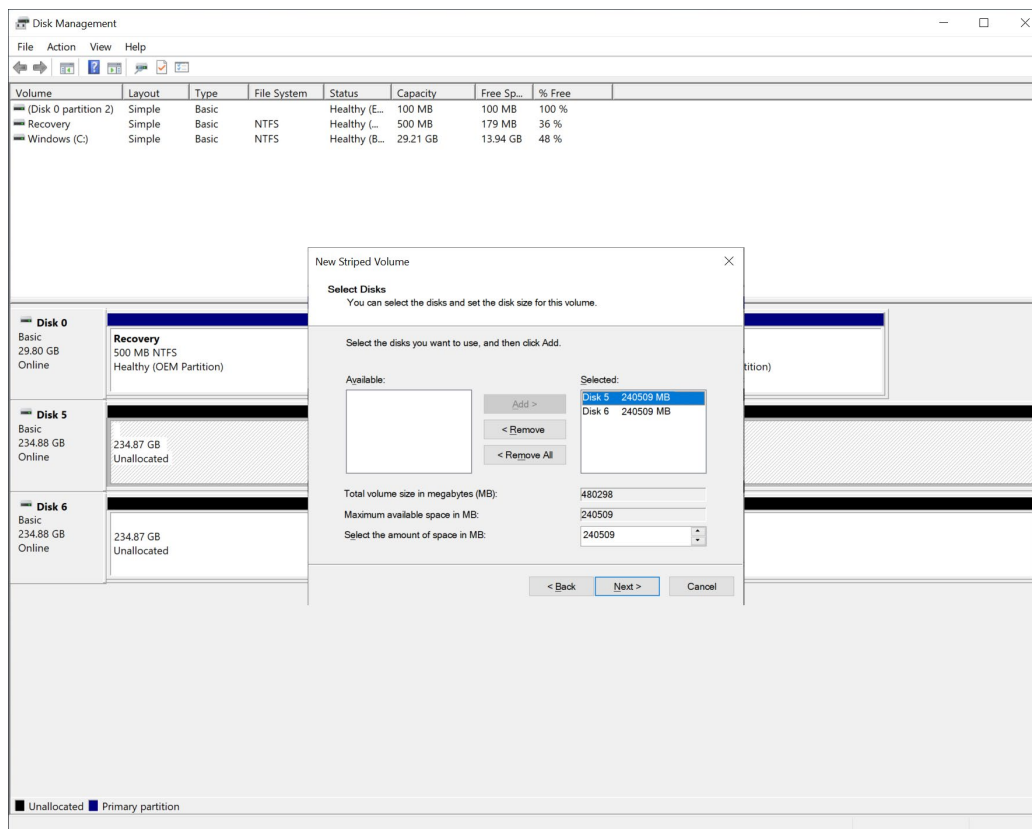 Disk Management
File Action View Help
Volume Layout Type File System Status Capacity Free Sp... % Free
(Disk 0 partition 2) Simple Basic Healthy (E... 100 MB 100 MB 100 %
Recovery Simple Basic NTFS Healthy (... 500 MB 179 MB 36 %
Windows (C:) Simple Basic NTFS Healthy (B... 29.21 GB 13.94 GB 48 %
New Striped Volume
Select Disks
You can select the disks and set the disk size for this volume.
Select the disks you want to use, and then click Add.
Available: Selected:
Add >
< Remove
< Remove All
Disk 5 240509 MB
Disk 6 240509 MB
Total volume size in megabytes (MB): 480298
Maximum available space in MB: 240509
Select the amount of space in MB: 240509
< Back Next > Cancel
Disk 0
Basic
29.80 GB
Online
Recovery
500 MB NTFS
Healthy (OEM Partition)
tition)
Disk 5
Basic
234.88 GB
Online
234.87 GB
Unallocated
Disk 6
Basic
234.88 GB
Online
234.87 GB
Unallocated
Unallocated Primary partition